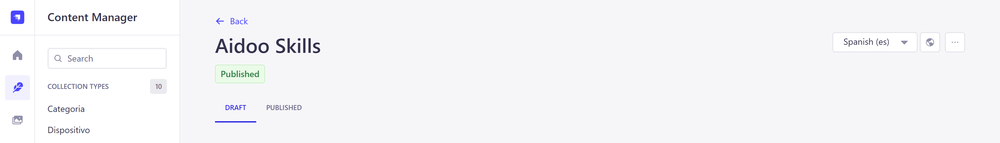 Content Manager
Search
COLLECTION TYPES 10
Categoria
Dispositivo
Back
Aidoo Skills
Published
DRAFT PUBLISHED
Spanish (es)